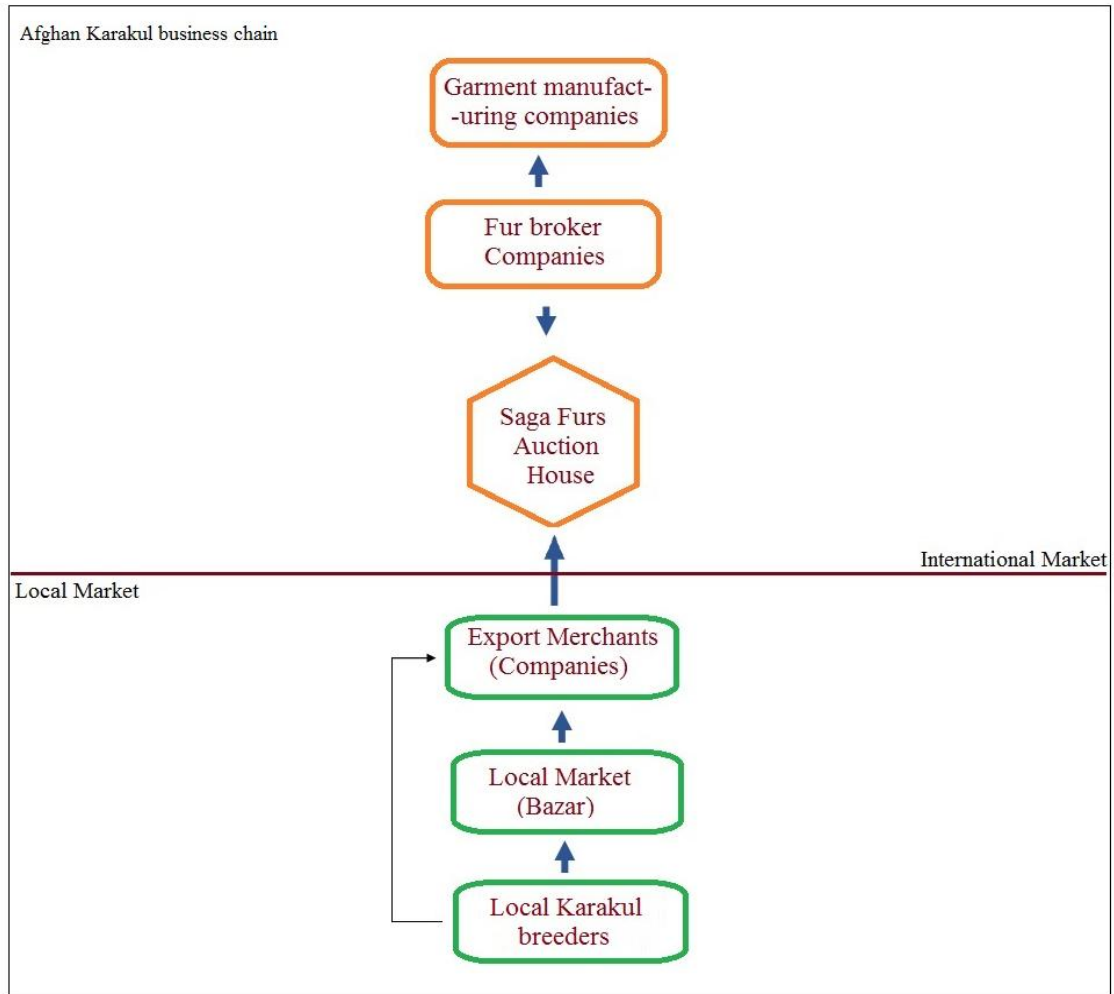 Afghan Karakul business chain
Garment manufact-
-uring companies
Fur broker
Companies
Saga Furs
Auction
House
International Market
Local Market
Export Merchants
(Companies)
Local Market
(Bazar)
Local Karakul
breeders